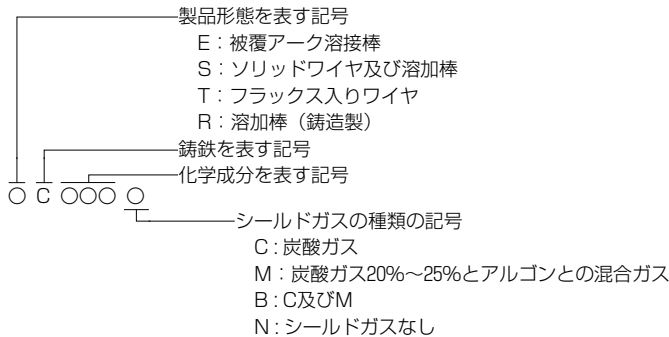 製品形態を表す記号
E：被覆アーク溶接棒
S：ソリッドワイヤ及び溶加棒
T：フラックス入りワイヤ
R：溶加棒（鋳造製）
鋳鉄を表す記号
化学成分を表す記号
○ C ○○○ ○
シールドガスの種類の記号
C：炭酸ガス
M：炭酸ガス20%～25%とアルゴンとの混合ガス
B：C及びM
N：シールドガスなし